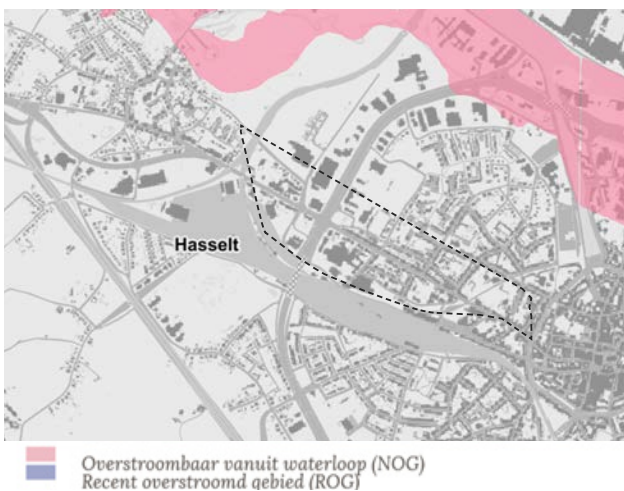 Hasselt
Overstroombaar vanuit waterloop (NOG)
Recent overstroomd gebied (ROG)